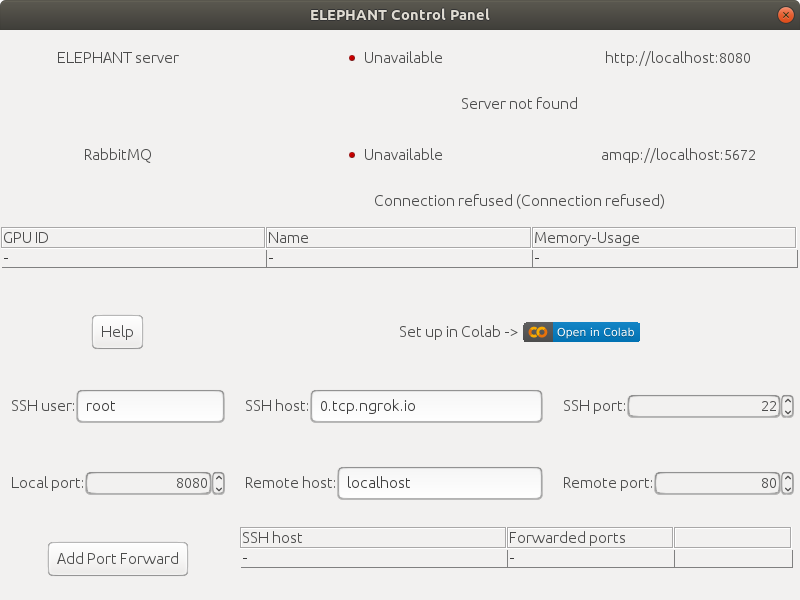 ELEPHANT Control Panel
ELEPHANT server Unavailable http://localhost:8080
Server not found
RabbitMQ Unavailable amqp://localhost:5672
Connection refused (Connection refused)
GPU ID Name Memory-Usage
- - -
Help Set up in Colab -> Open in Colab
SSH user: root SSH host: 0.tcp.ngrok.io SSH port: 22
Local port: 8080 Remote host: localhost Remote port: 80
SSH host Forwarded ports
- -
Add Port Forward